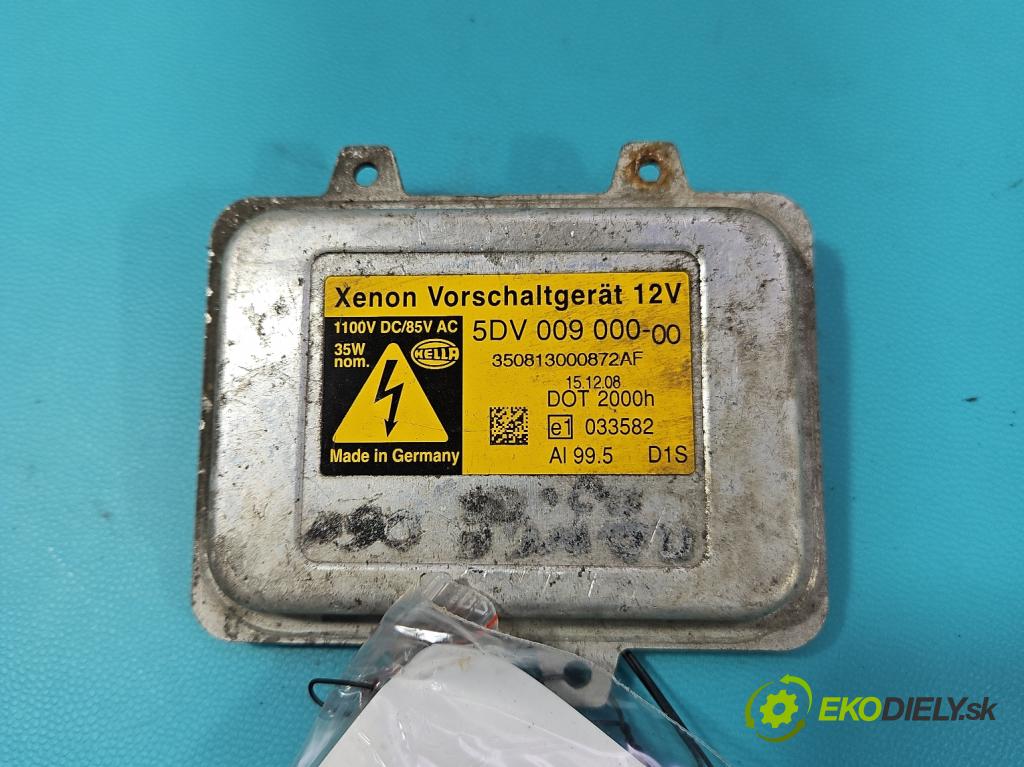 Xenon Vorschaltgerät 12V
1100V DC/85V AC
35W
nom.
HELLA
Made in Germany
5DV 009 000-00
350813000872AF
15.12.08
DOT 2000h
e1 033582
Al 99.5 D1S
EKODIELY.sk